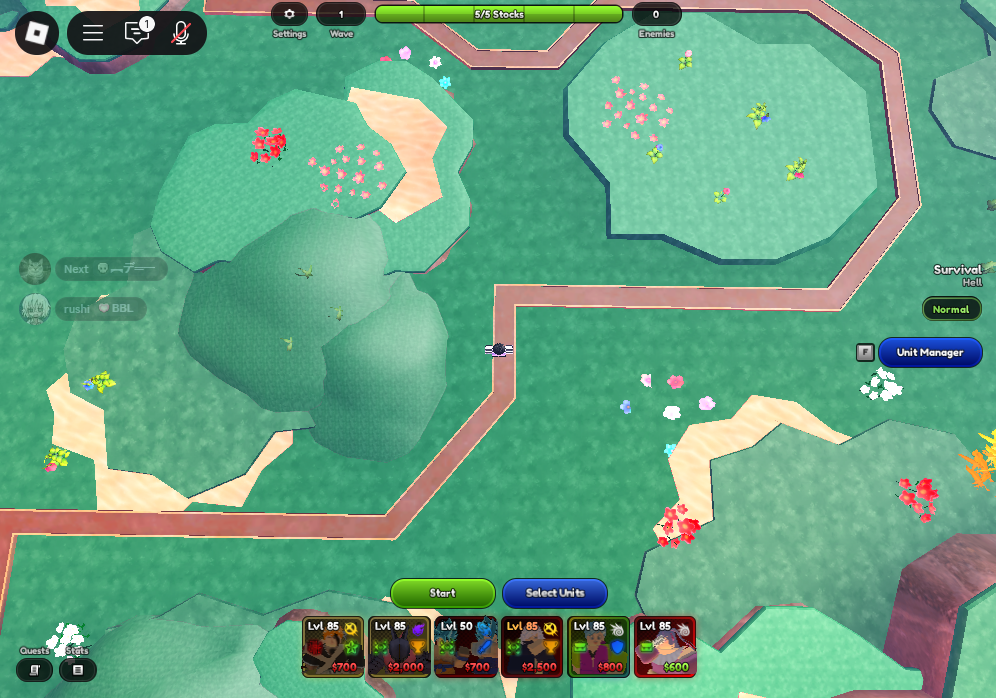 1
1
5/5 Stocks
0
Settings
Wave
Enemies
Next
rushi BBL
Survival
Hell
Normal
F
Unit Manager
Start
Select Units
Lvl 85
Lvl 85
Lvl 50
Lvl 85
Lvl 85
Lvl 85
$700
$2,000
$700
$2,500
$800
$600
Quests
Stats